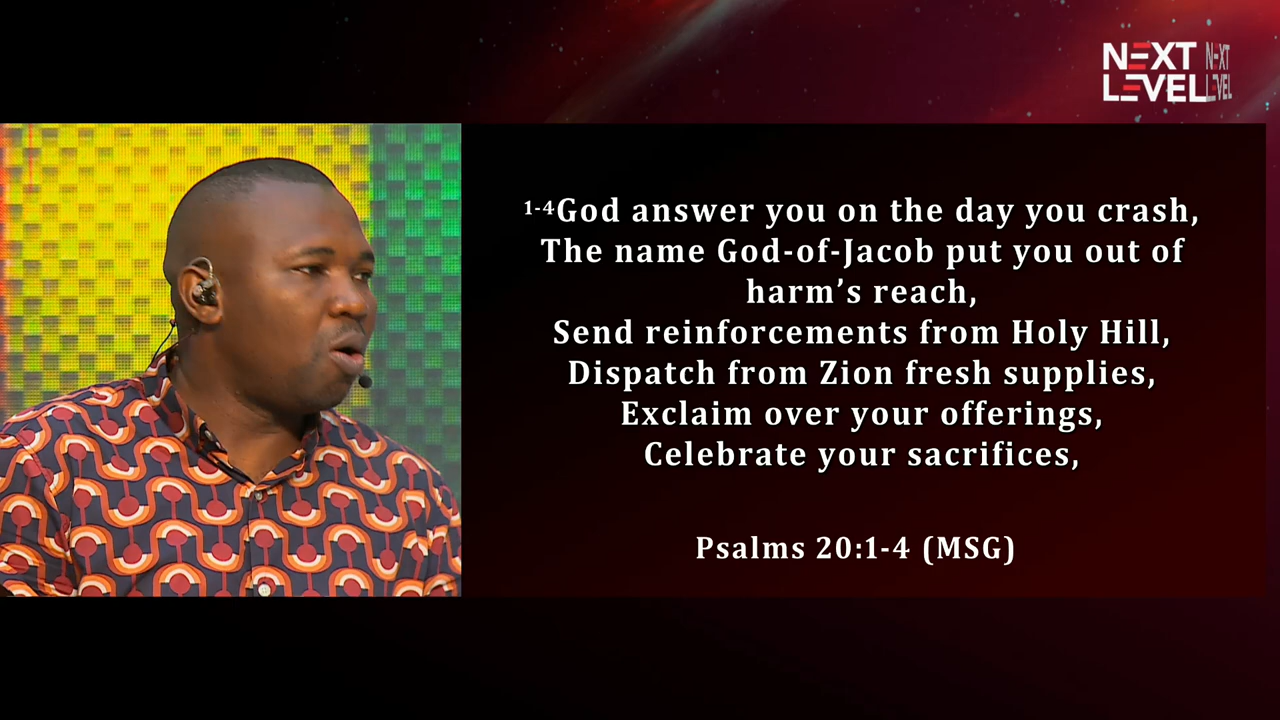 NEXT
LEVEL
NEXT
LEVEL
1-4God answer you on the day you crash,
The name God-of-Jacob put you out of
harm’s reach,
Send reinforcements from Holy Hill,
Dispatch from Zion fresh supplies,
Exclaim over your offerings,
Celebrate your sacrifices,
Psalms 20:1-4 (MSG)